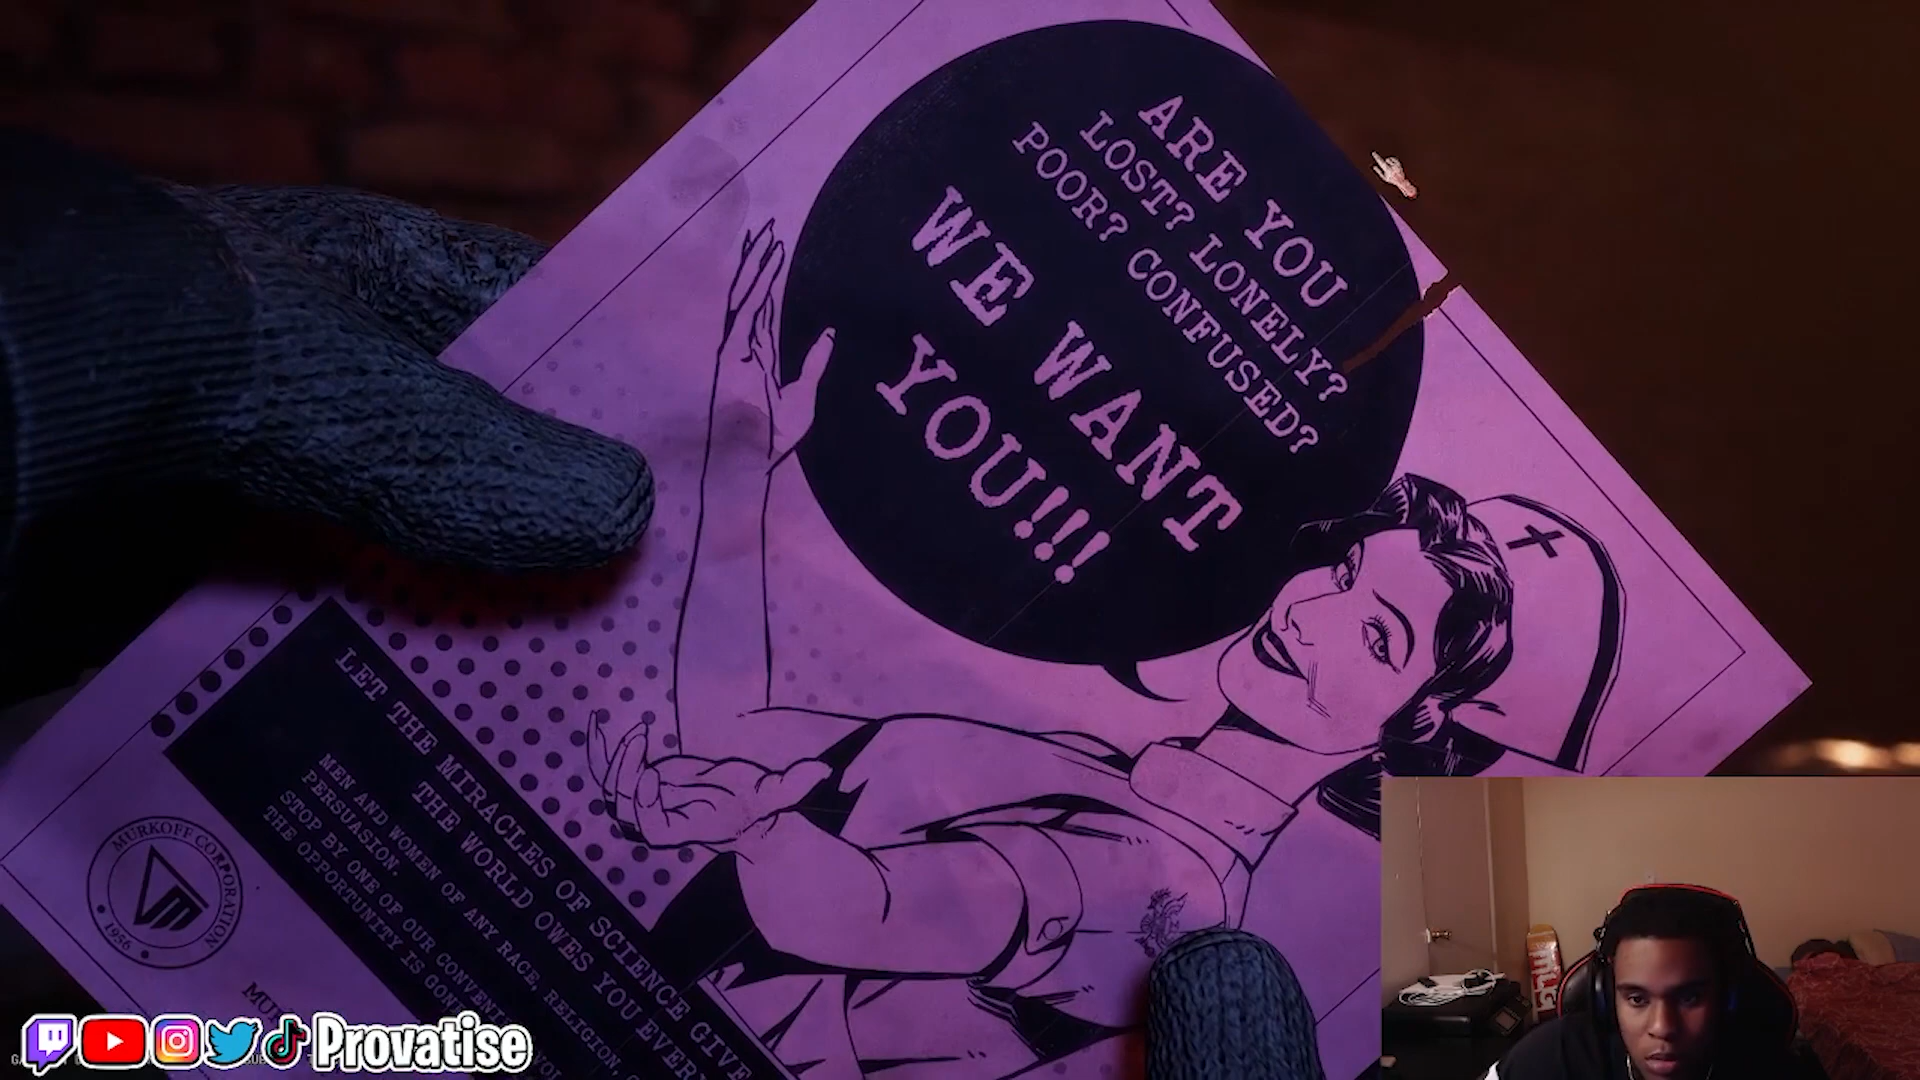 ARE YOU
LOST? LONELY?
POOR? CONFUSED?
WE WANT
YOU!!!
LET THE MIRACLES OF SCIENCE GIVE
THE WORLD OWES YOU EVERY
MEN AND WOMEN OF ANY RACE, RELIGION,
PERSUASION.
STOP BY ONE OF OUR
THE OPPORTUNITY IS
MURKOFF CORPORATION
1956
Provatise